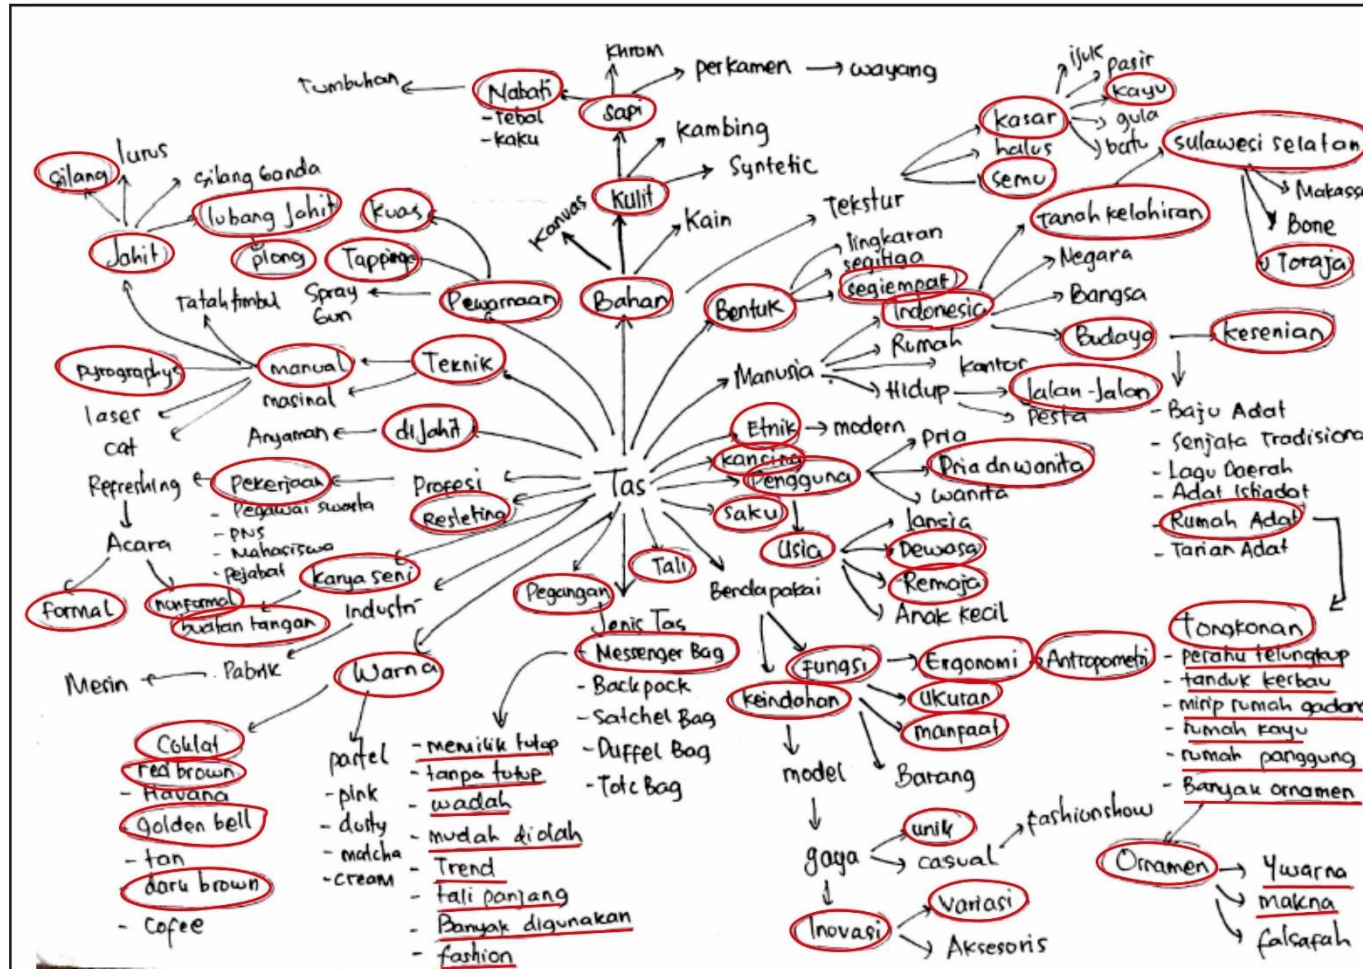 khrom
Tumbuhan
Nabati
- tebal
- kaku
sapi
perkamen
wayang
kambing
Syntetic
kulit
kanvas
Kain
Bahan
Tekstur
kasar
ijuk
pasir
kayu
gula
batu
halus
semu
silang
lurus
silang Ganda
lubang Jahit
plong
Jahit
Kuas
Tapping
Spray
Gun
Pewarnaan
Tatah timbul
pyrography
manual
Teknik
masinal
laser
cat
Anyaman
diJahit
Bentuk
lingkaran
segitiga
segiempat
Manusia
Indonesia
Tanah kelahiran
sulawesi selatan
Makassa
Bone
Toraja
Negara
Bangsa
Budaya
kesenian
- Baju Adat
- Senjata Tradisiona
- Lagu Daerah
- Adat Istiadat
- Rumah Adat
- Tarian Adat
Rumah
Hidup
kantor
Jalan-Jalan
Pesta
Tas
Etnik
modern
kancing
Pengguna
Pria
Pria dn wanita
wanita
saku
Usia
lansia
Dewasa
Remaja
Anak kecil
Profesi
Pekerjaan
- Pegawai swasta
- PNS
- Mahasiswa
- pejabat
Refreshing
Acara
formal
nonformal
Resleting
karya seni
buatan tangan
Industri
Pabrik
Mesin
Warna
Coklat
- red brown
- Havana
- golden bell
- tan
- dark brown
- Cofee
pastel
- pink
- dusty
- matcha
- cream
Pegangan
Tali
Jenis Tas
- Messenger Bag
- Backpack
- Satchel Bag
- Duffel Bag
- Tote Bag
- memilik tutup
- tanpa tutup
- wadah
- mudah diolah
- Trend
- tali panjang
- Banyak digunakan
- fashion
Benda pakai
fungsi
Ergonomi
Antropometri
Ukuran
manfaat
Barang
keindahan
model
gaya
unik
casual
fashionshow
Inovasi
variasi
Aksesoris
Tongkonan
- perahu telungkup
- tanduk kerbau
- mirip rumah gadang
- rumah kayu
- rumah panggung
- Banyak ornamen
Ornamen
4 warna
makna
falsafah